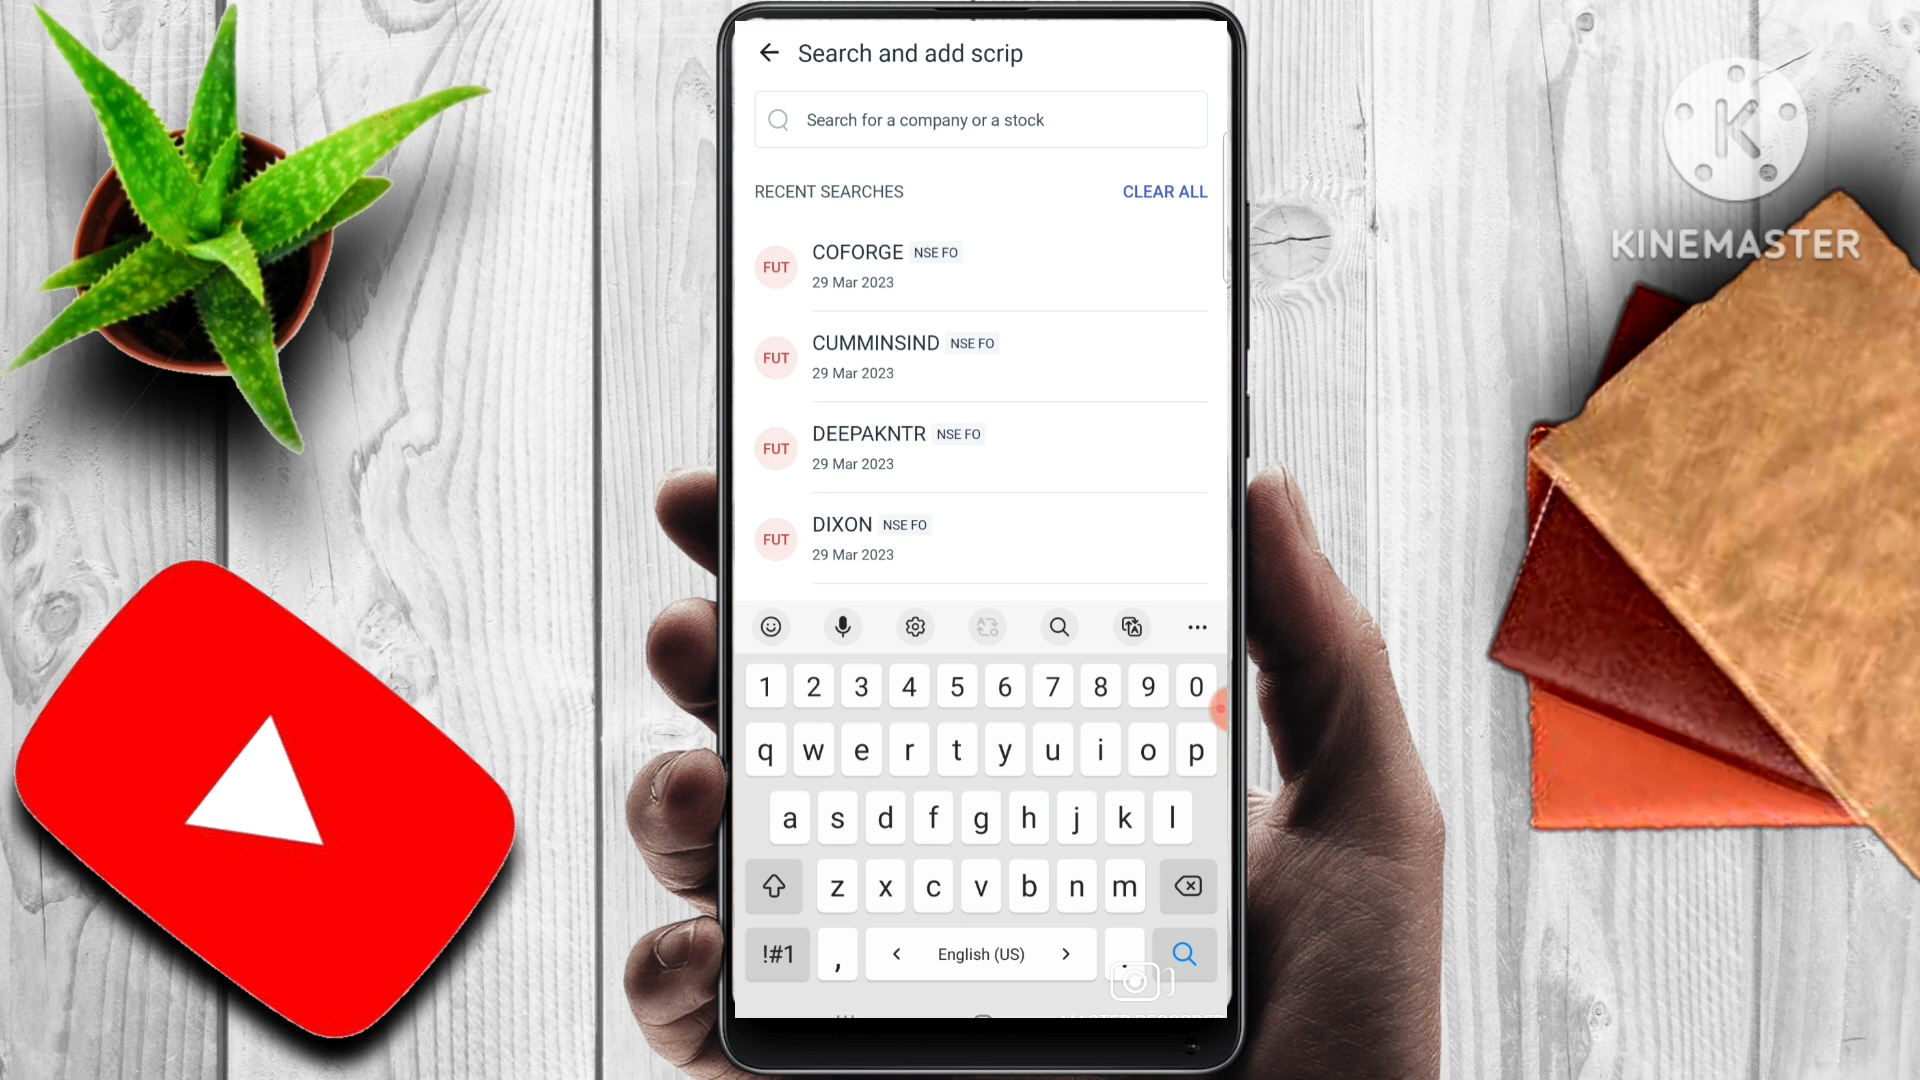 Search and add scrip
Search for a company or a stock
RECENT SEARCHES CLEAR ALL
FUT COFORGE NSE FO
29 Mar 2023
FUT CUMMINSIND NSE FO
29 Mar 2023
FUT DEEPAKNTR NSE FO
29 Mar 2023
FUT DIXON NSE FO
29 Mar 2023
1 2 3 4 5 6 7 8 9 0
q w e r t y u i o p
a s d f g h j k l
z x c v b n m
!#1 , < English (US) > .
K
KINEMASTER